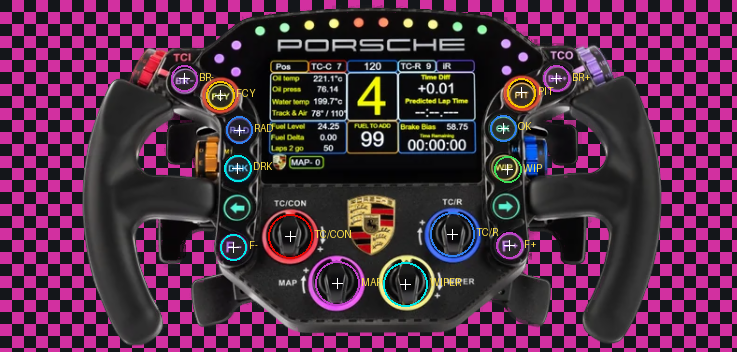 PORSCHE
TCI
TCO
BR-
BR+
FCY
PIT
Pos TC-C 7 120 TC-R 9 IR
Oil temp 221.1°c
Oil press 76.14
Water temp 199.7°c
Track & Air 78° / 110°
4
Time Diff
+0.01
Predicted Lap Time
--:--.---
Fuel Level 24.25
Fuel Delta 0.00
Laps 2 go 50
FUEL TO ADD
99
Brake Bias 58.75
Time Remaining
00:00:00
MAP- 0
RAD
OK
DRK
WIP
TC/CON
TC/R
F-
TC/CON
TC/R
F+
MAP
MAP
WIPER